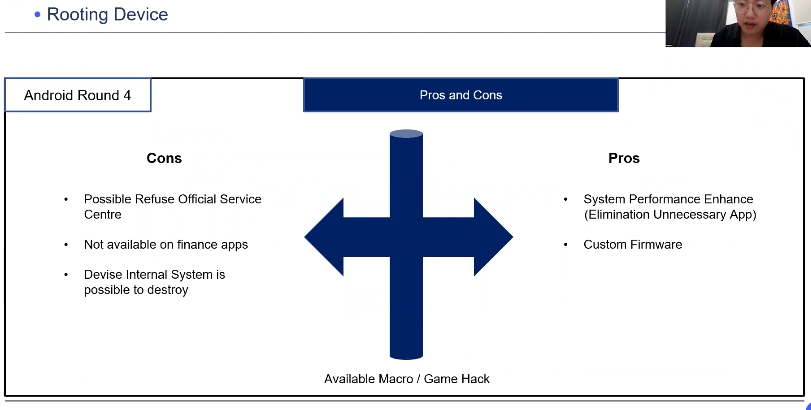 Rooting Device
Android Round 4
Pros and Cons
Cons
• Possible Refuse Official Service
Centre
• Not available on finance apps
• Devise Internal System is
possible to destroy
Pros
• System Performance Enhance
(Elimination Unnecessary App)
• Custom Firmware
Available Macro / Game Hack